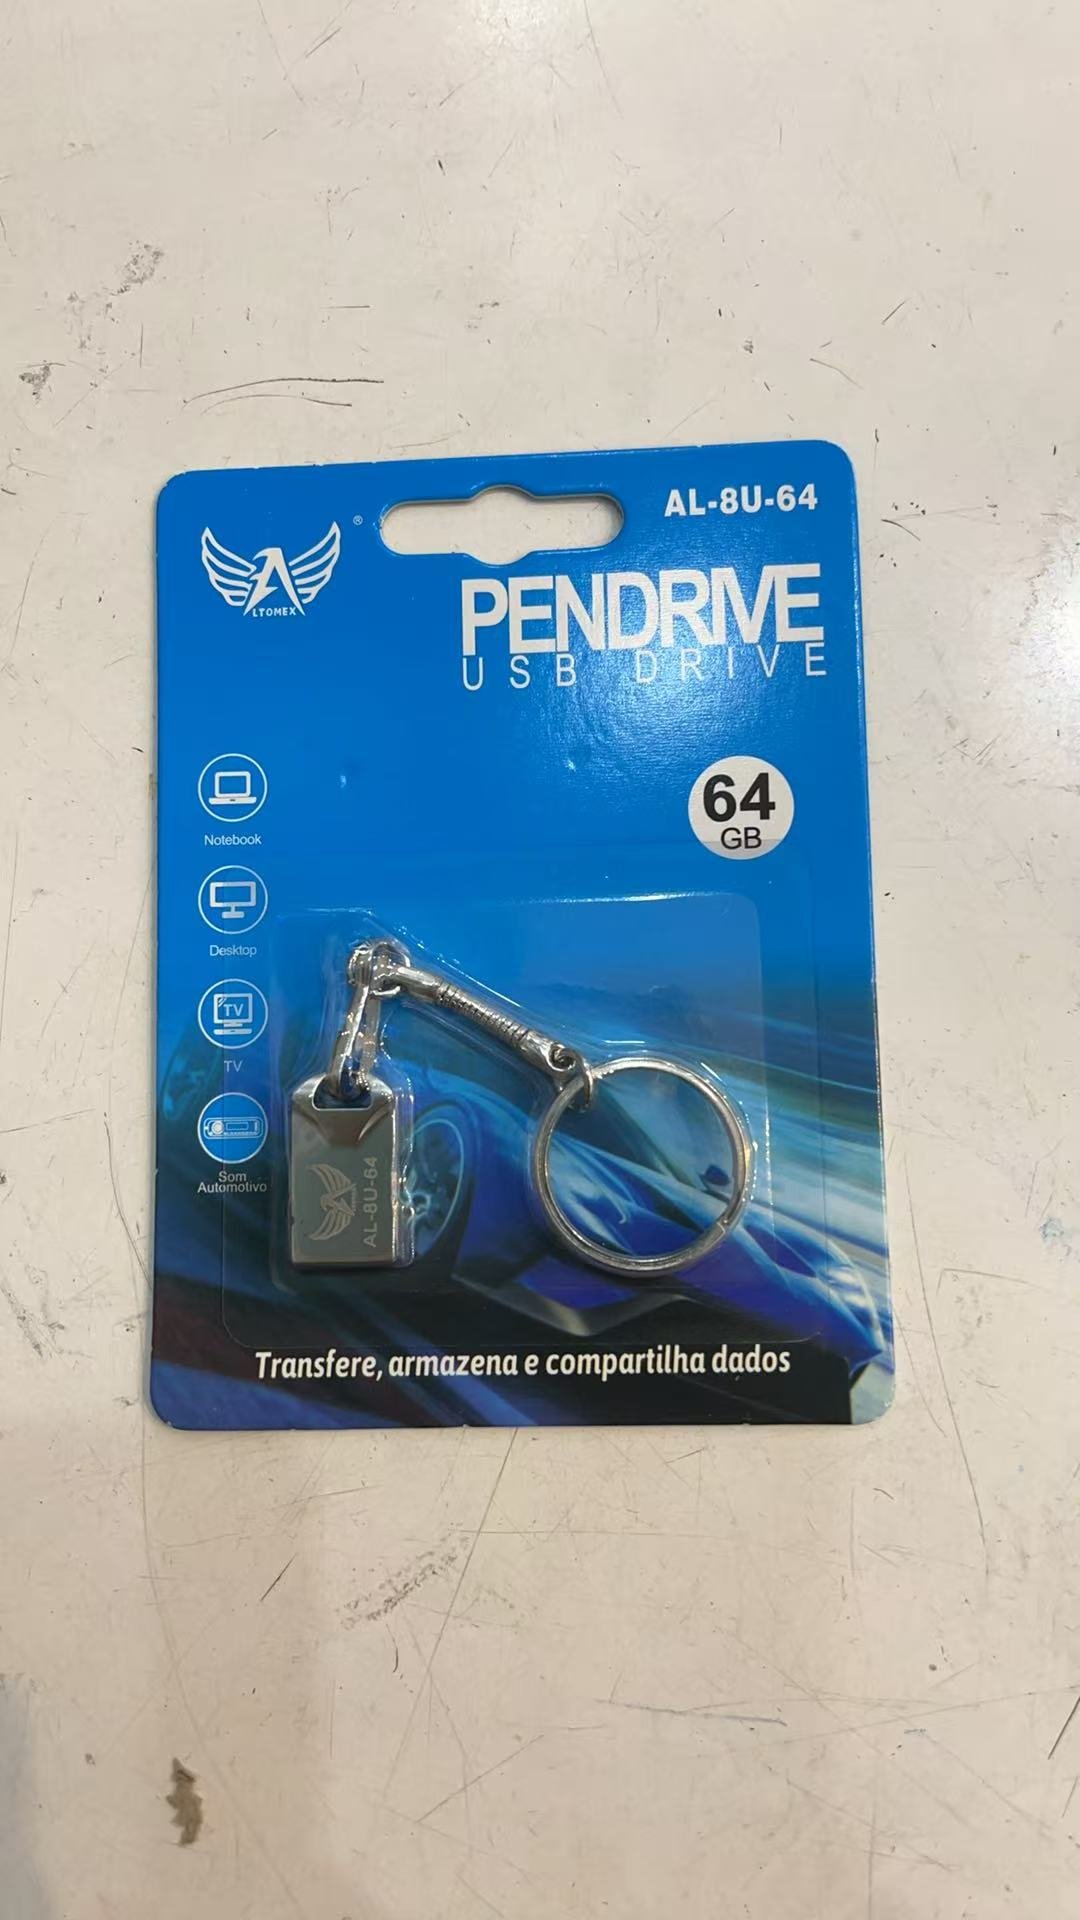 AL-8U-64
®
A
LTOMEX
PENDRIVE
USB DRIVE
64
GB
Notebook
Desktop
TV
TV
Som
Automotivo
AL-8U-64
Transfere, armazena e compartilha dados